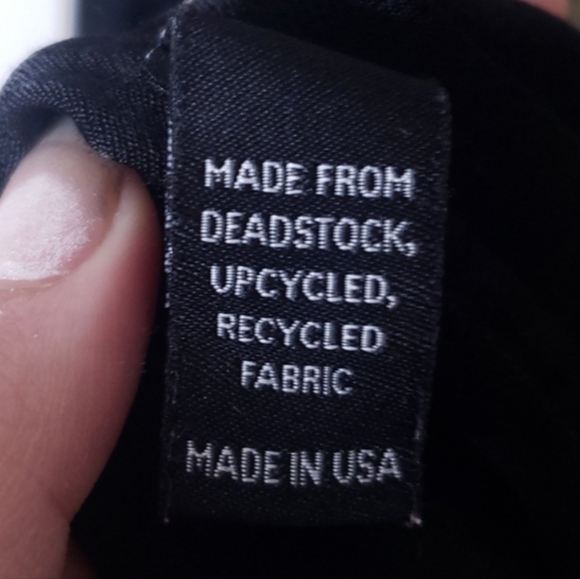 MADE FROM
DEADSTOCK,
UPCYCLED,
RECYCLED
FABRIC
MADE IN USA